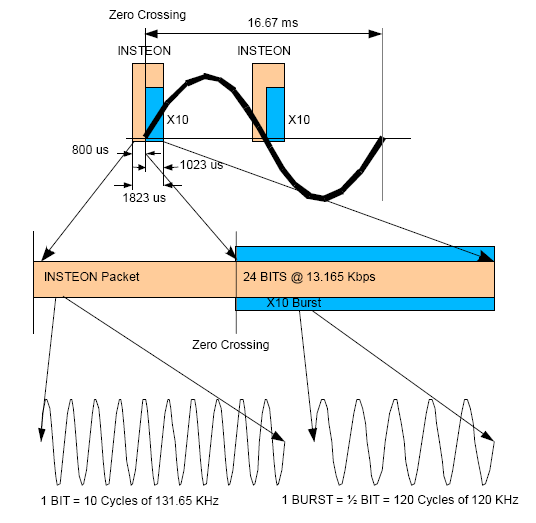 Zero Crossing
16.67 ms
INSTEON
INSTEON
X10
X10
800 us
1023 us
1823 us
INSTEON Packet
24 BITS @ 13.165 Kbps
X10 Burst
Zero Crossing
1 BIT = 10 Cycles of 131.65 KHz
1 BURST = ½ BIT = 120 Cycles of 120 KHz